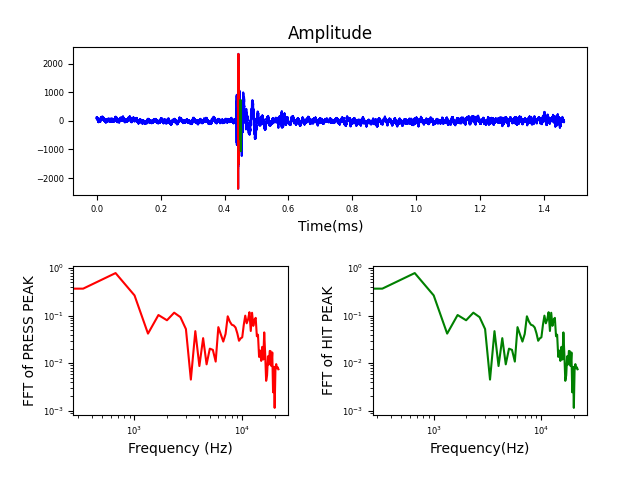 Amplitude
2000
1000
0
−1000
−2000
0.0 0.2 0.4 0.6 0.8 1.0 1.2 1.4
Time(ms)
FFT of PRESS PEAK
10⁰
10⁻¹
10⁻²
10⁻³
10³ 10⁴
Frequency (Hz)
FFT of HIT PEAK
10⁰
10⁻¹
10⁻²
10⁻³
10³ 10⁴
Frequency(Hz)